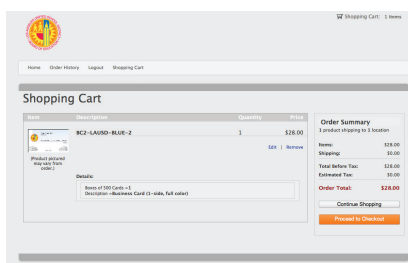 Shopping Cart: 1 items
Home Order History Logout Shopping Cart
Shopping Cart
Item Description Quantity Price
BC2-LAUSD-BLUE-2 1 $28.00
Edit | Remove
(Product pictured
may vary from
order.)
Details:
Boxes of 500 Cards =1
Description =Business Card (1-side, full color)
Order Summary
1 product shipping to 1 location
Items: $28.00
Shipping: $0.00
Total Before Tax: $28.00
Estimated Tax: $0.00
Order Total: $28.00
Continue Shopping
Proceed to Checkout